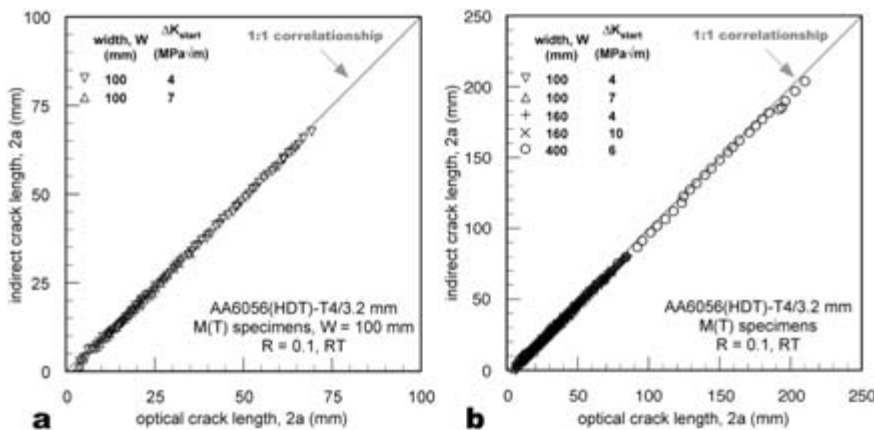 100
75
50
25
0
indirect crack length, 2a (mm)
width, W ΔKstart
(mm) (MPa√m)
▽ 100 4
△ 100 7
1:1 correlationship
AA6056(HDT)-T4/3.2 mm
M(T) specimens, W = 100 mm
R = 0.1, RT
0 25 50 75 100
optical crack length, 2a (mm)
a
250
200
150
100
50
0
indirect crack length, 2a (mm)
width, W ΔKstart
(mm) (MPa√m)
▽ 100 4
△ 100 7
+ 160 4
× 160 10
○ 400 6
1:1 correlationship
AA6056(HDT)-T4/3.2 mm
M(T) specimens
R = 0.1, RT
0 50 100 150 200 250
optical crack length, 2a (mm)
b